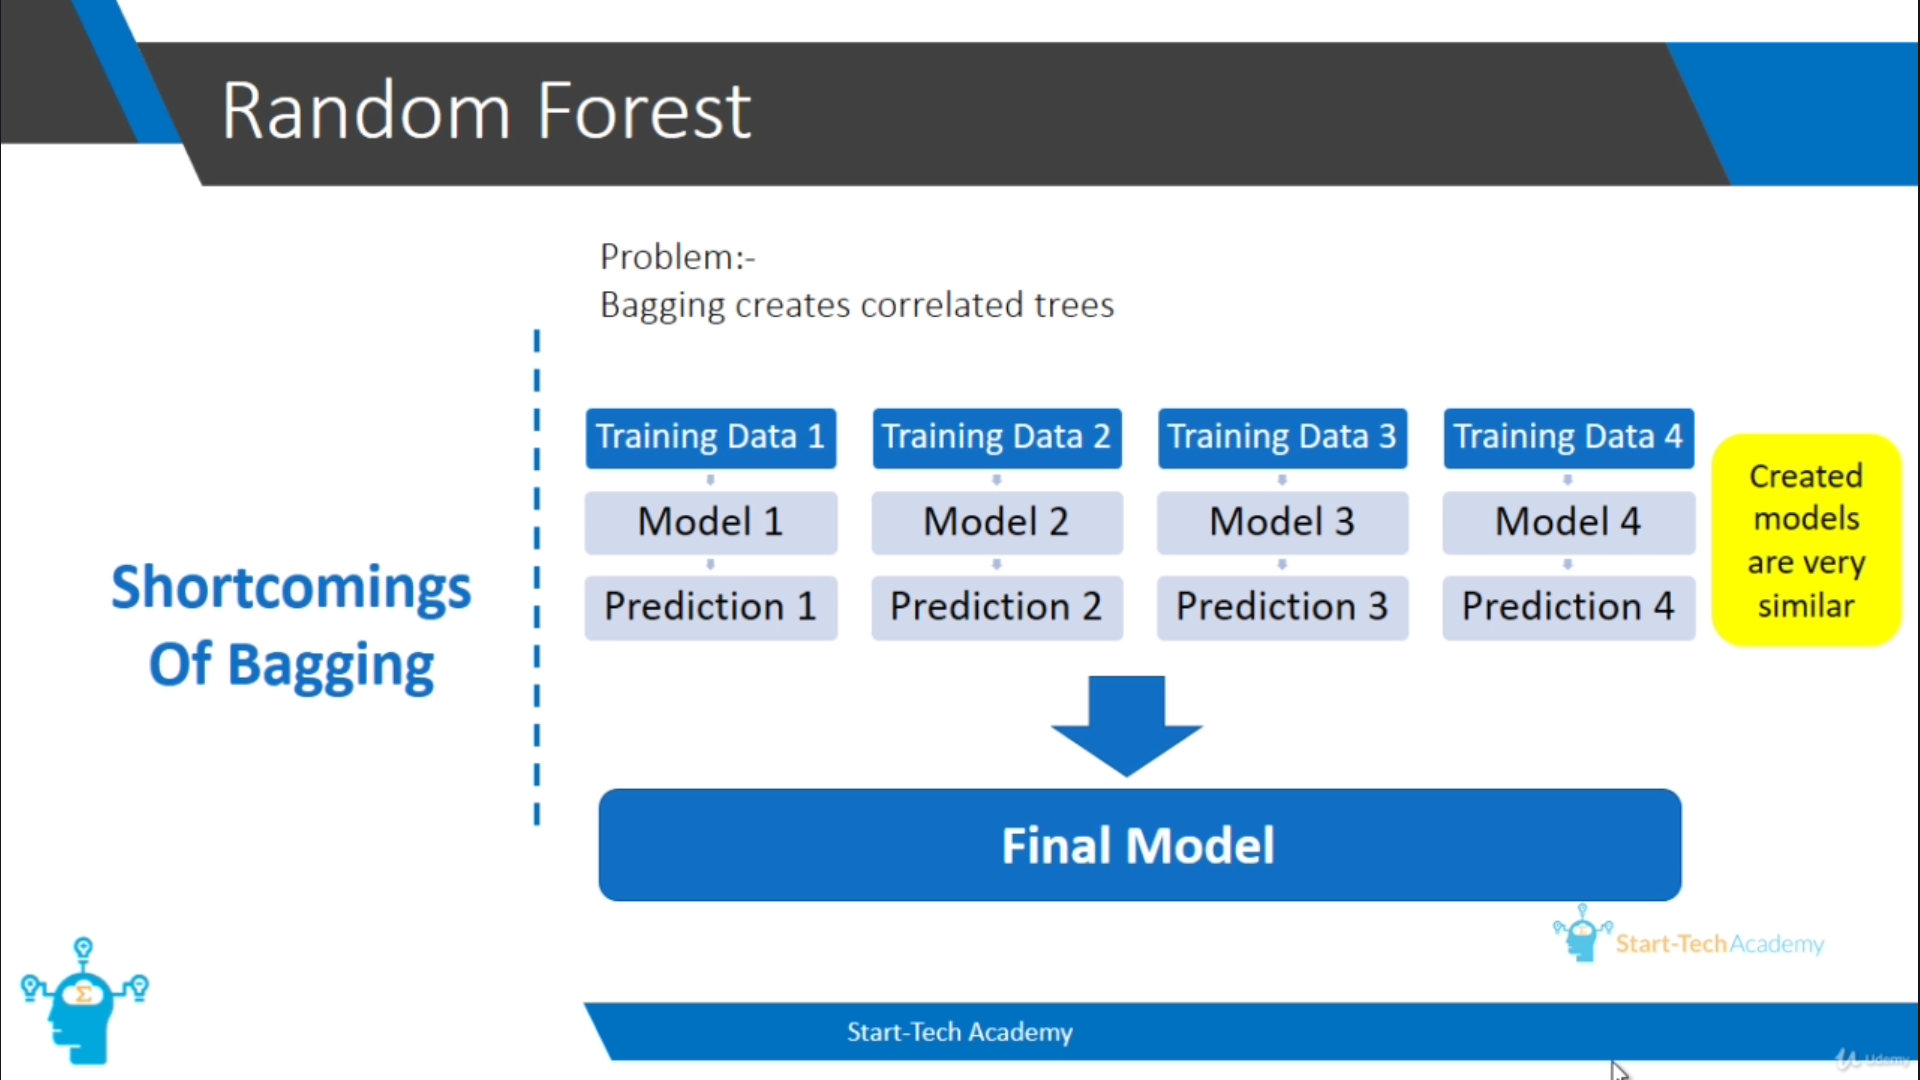 Random Forest
Problem:-
Bagging creates correlated trees
Shortcomings
Of Bagging
Training Data 1
Training Data 2
Training Data 3
Training Data 4
Model 1
Model 2
Model 3
Model 4
Prediction 1
Prediction 2
Prediction 3
Prediction 4
Created
models
are very
similar
Final Model
Σ
Start-Tech Academy
Start-Tech Academy
Udemy